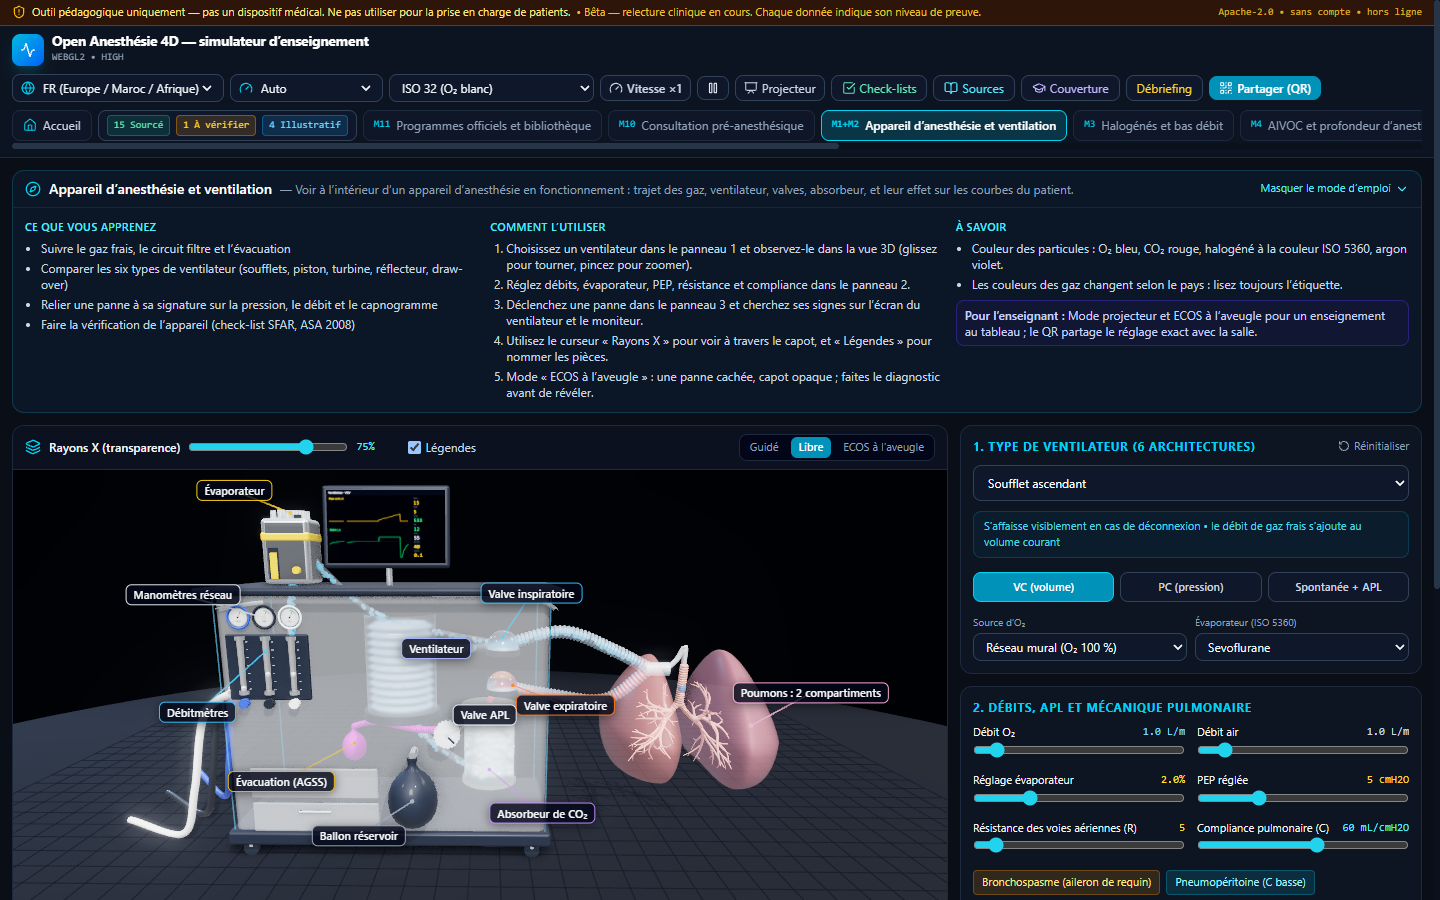 Outil pédagogique uniquement — pas un dispositif médical. Ne pas utiliser pour la prise en charge de patients. • Bêta — relecture clinique en cours. Chaque donnée indique son niveau de preuve.
Apache-2.0 • sans compte • hors ligne
Open Anesthésie 4D — simulateur d'enseignement
WEBGL2 • HIGH
FR (Europe / Maroc / Afrique)
Auto
ISO 32 (O₂ blanc)
Vitesse ×1
Projecteur
Check-lists
Sources
Couverture
Débriefing
Partager (QR)
Accueil
15 Sourcé
1 À vérifier
4 Illustratif
M11 Programmes officiels et bibliothèque
M10 Consultation pré-anesthésique
M1+M2 Appareil d'anesthésie et ventilation
M3 Halogénés et bas débit
M4 AIVOC et profondeur d'anest
Appareil d'anesthésie et ventilation — Voir à l'intérieur d'un appareil d'anesthésie en fonctionnement : trajet des gaz, ventilateur, valves, absorbeur, et leur effet sur les courbes du patient.
Masquer le mode d'emploi
CE QUE VOUS APPRENEZ
• Suivre le gaz frais, le circuit filtre et l'évacuation
• Comparer les six types de ventilateur (soufflets, piston, turbine, réflecteur, draw-
over)
• Relier une panne à sa signature sur la pression, le débit et le capnogramme
• Faire la vérification de l'appareil (check-list SFAR, ASA 2008)
COMMENT L'UTILISER
1. Choisissez un ventilateur dans le panneau 1 et observez-le dans la vue 3D (glissez
pour tourner, pincez pour zoomer).
2. Réglez débits, évaporateur, PEP, résistance et compliance dans le panneau 2.
3. Déclenchez une panne dans le panneau 3 et cherchez ses signes sur l'écran du
ventilateur et le moniteur.
4. Utilisez le curseur « Rayons X » pour voir à travers le capot, et « Légendes » pour
nommer les pièces.
5. Mode « ECOS à l'aveugle » : une panne cachée, capot opaque ; faites le diagnostic
avant de révéler.
À SAVOIR
• Couleur des particules : O₂ bleu, CO₂ rouge, halogéné à la couleur ISO 5360, argon
violet.
• Les couleurs des gaz changent selon le pays : lisez toujours l'étiquette.
Pour l'enseignant : Mode projecteur et ECOS à l'aveugle pour un enseignement
au tableau ; le QR partage le réglage exact avec la salle.
Rayons X (transparence)
75%
Légendes
Guidé
Libre
ECOS à l'aveugle
Évaporateur
Manomètres réseau
Valve inspiratoire
Ventilateur
Débitmètres
Valve APL
Valve expiratoire
Poumons : 2 compartiments
Évacuation (AGSS)
Absorbeur de CO₂
Ballon réservoir
1. TYPE DE VENTILATEUR (6 ARCHITECTURES)
Réinitialiser
Soufflet ascendant
S'affaisse visiblement en cas de déconnexion • le débit de gaz frais s'ajoute au
volume courant
VC (volume)
PC (pression)
Spontanée + APL
Source d'O₂
Évaporateur (ISO 5360)
Réseau mural (O₂ 100 %)
Sevoflurane
2. DÉBITS, APL ET MÉCANIQUE PULMONAIRE
Débit O₂ 1.0 L/m
Débit air 1.0 L/m
Réglage évaporateur 2.0%
PEP réglée 5 cmH2O
Résistance des voies aériennes (R) 5
Compliance pulmonaire (C) 60 mL/cmH2O
Bronchospasme (aileron de requin)
Pneumopéritoine (C basse)